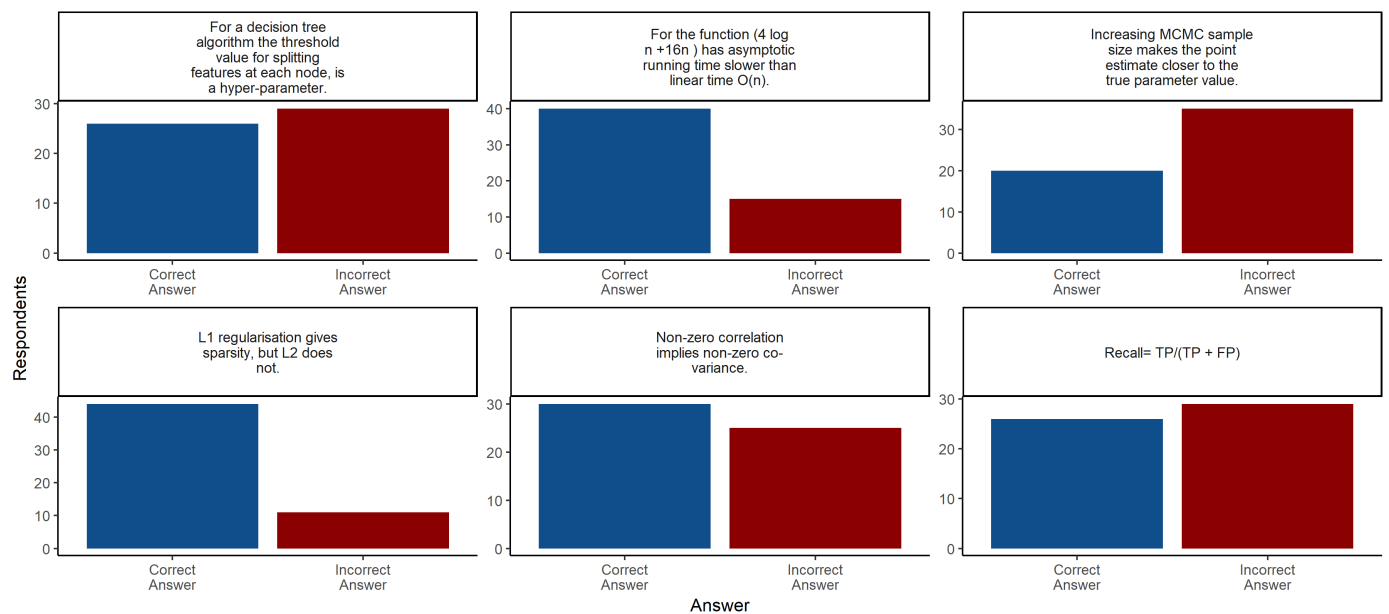 For a decision tree
algorithm the threshold
value for splitting
features at each node, is
a hyper-parameter.
30
20
10
0
Correct
Answer
Incorrect
Answer
For the function (4 log
n +16n ) has asymptotic
running time slower than
linear time O(n).
40
30
20
10
0
Correct
Answer
Incorrect
Answer
Increasing MCMC sample
size makes the point
estimate closer to the
true parameter value.
30
20
10
0
Correct
Answer
Incorrect
Answer
Respondents
L1 regularisation gives
sparsity, but L2 does
not.
40
30
20
10
0
Correct
Answer
Incorrect
Answer
Non-zero correlation
implies non-zero co-
variance.
30
20
10
0
Correct
Answer
Incorrect
Answer
Recall= TP/(TP + FP)
30
20
10
0
Correct
Answer
Incorrect
Answer
Answer